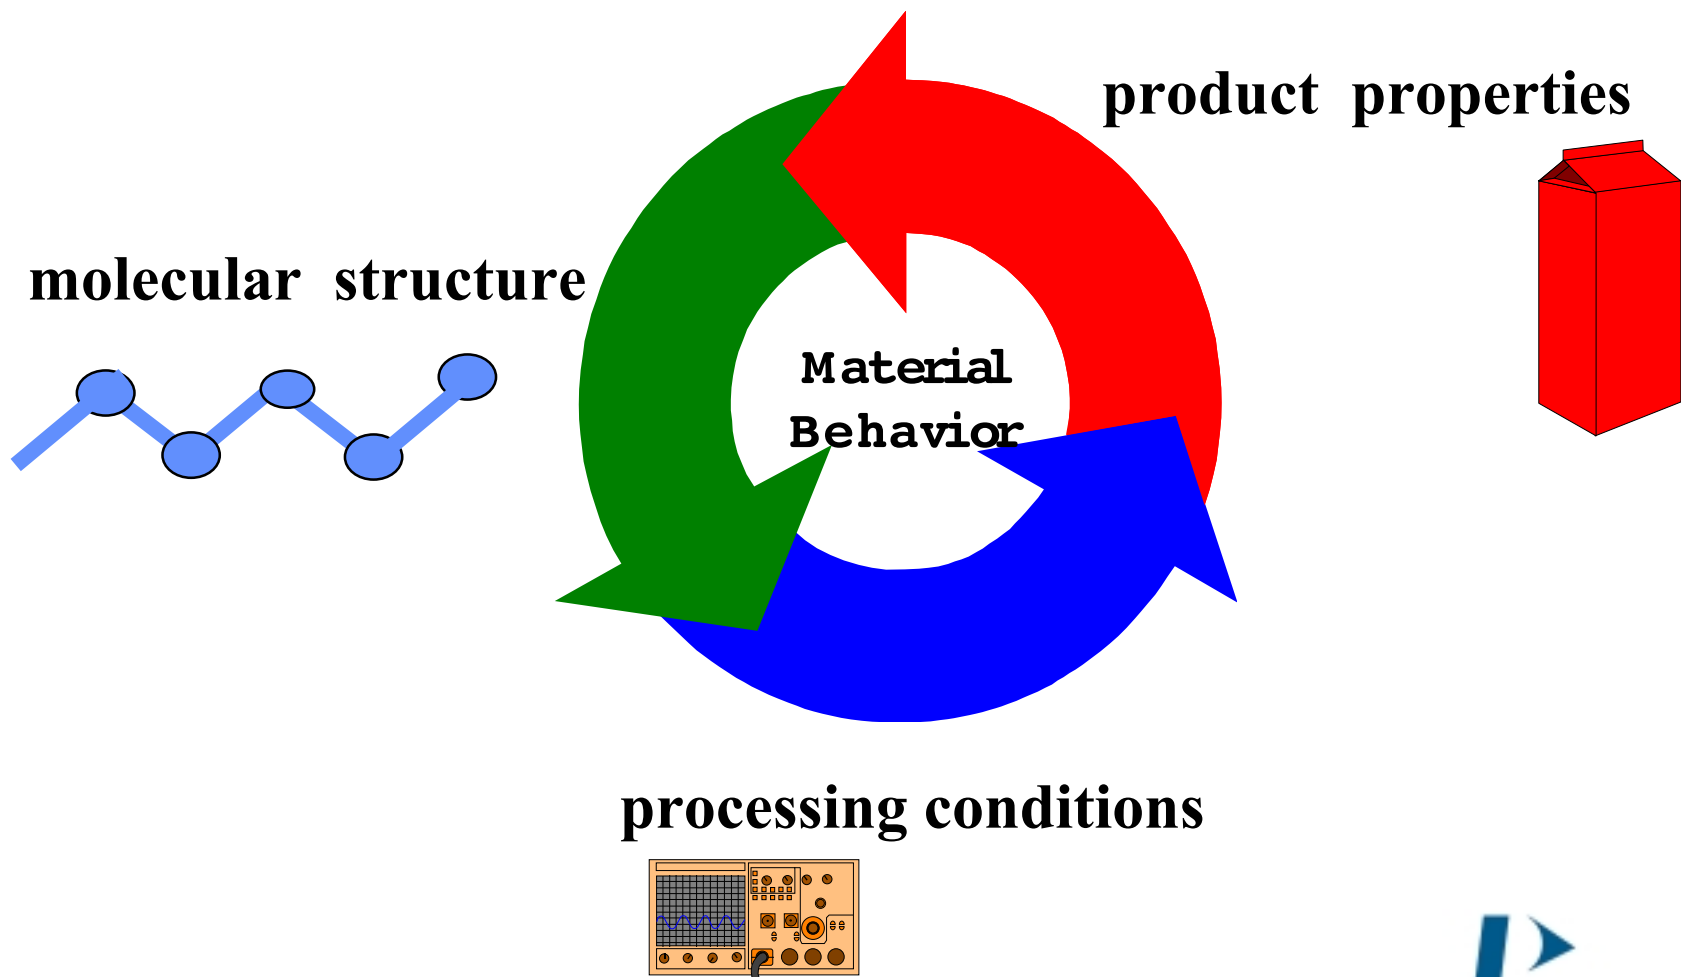 product properties
molecular structure
Material
Behavior
processing conditions